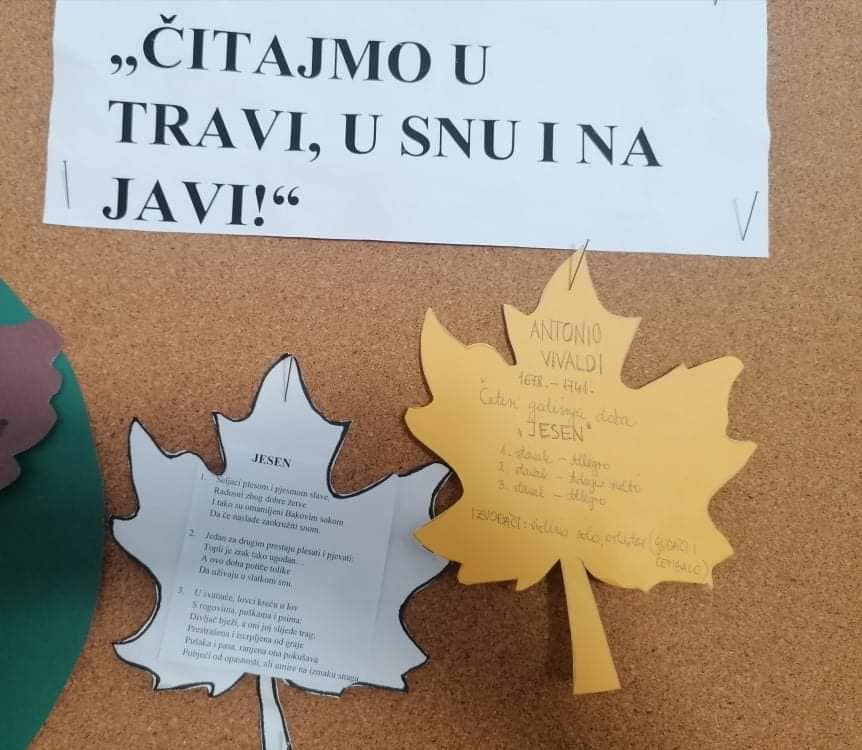 „ČITAJMO U
TRAVI, U SNU I NA
JAVI!“
JESEN
1. Seljaci plesom i pjesmom slave,
Radosni zbog dobre žetve
I tako su omamljeni Bakovim sokom
Da će naslade zaokružiti snom.
2. Jedan za drugim prestaju plesati i pjevati:
Topli je zrak tako ugodan…
A ovo doba potiče tolike
Da uživaju u slatkom snu.
3. U svanuće, lovci kreću u lov
S rogovima, puškama i psima:
Divljač bježi, a oni joj slijede trag.
Prestrašena i iscrpljena od graje
Pušaka i pasa, ranjena ona pokušava
Pobjeći od opasnosti, ali umire na izmaku snaga
ANTONIO
VIVALDI
1678. – 1741.
Četiri godišnja doba
„JESEN“
1. stavak – Allegro
2. stavak – Adagio molto
3. stavak – Allegro
IZVOĐAČI: violina solo, orkestar (GUDAČI I
ČEMBALO)